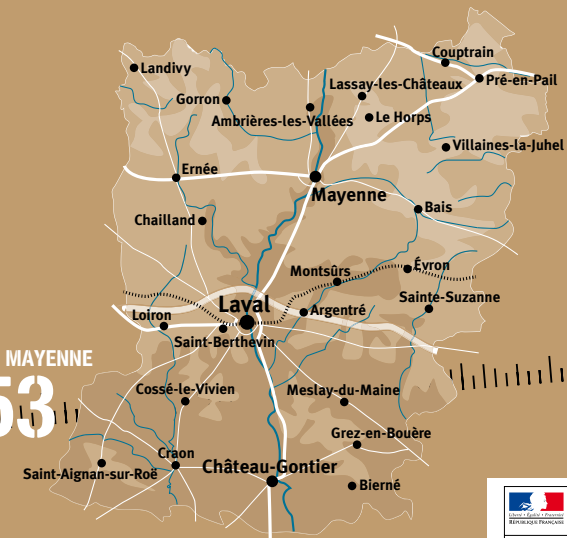 Couptrain
Landivy
Pré-en-Pail
Lassay-les-Châteaux
Gorron
Ambrières-les-Vallées
Le Horps
Villaines-la-Juhel
Ernée
Mayenne
Bais
Chailland
Évron
Montsûrs
Sainte-Suzanne
Laval
Argentré
Loiron
Saint-Berthevin
MAYENNE
53
Cossé-le-Vivien
Meslay-du-Maine
Grez-en-Bouère
Craon
Château-Gontier
Saint-Aignan-sur-Roë
Bierné
Liberté • Égalité • Fraternité
RÉPUBLIQUE FRANÇAISE